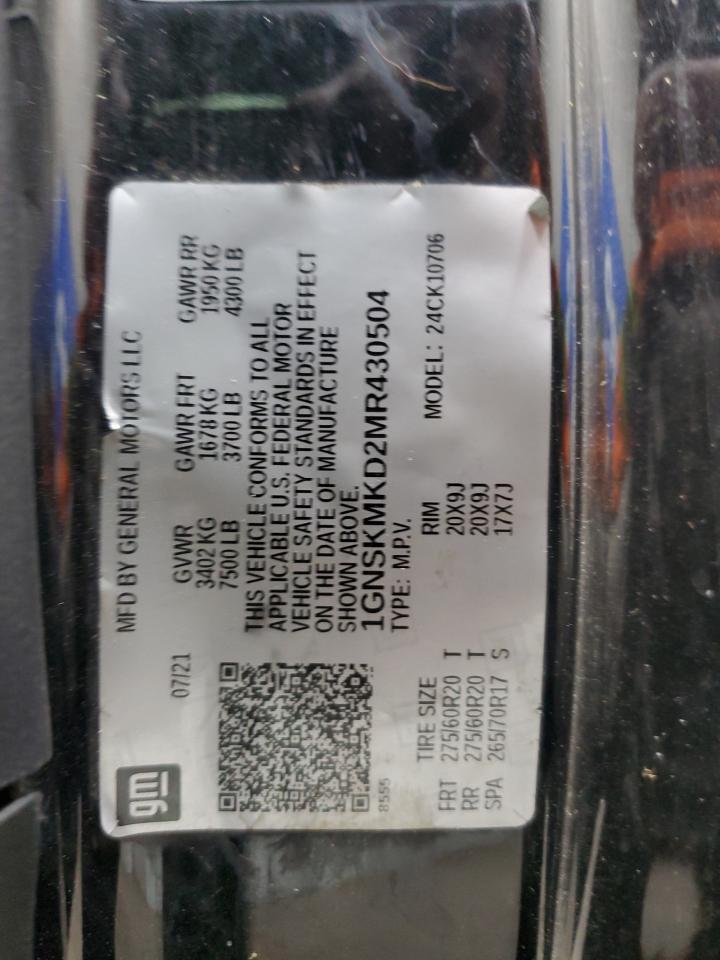 gm
MFD BY GENERAL MOTORS LLC
07/21
GVWR GAWR FRT GAWR RR
3402 KG 1678 KG 1950 KG
7500 LB 3700 LB 4300 LB
THIS VEHICLE CONFORMS TO ALL
APPLICABLE U.S. FEDERAL MOTOR
VEHICLE SAFETY STANDARDS IN EFFECT
ON THE DATE OF MANUFACTURE
SHOWN ABOVE.
1GNSKMKD2MR430504
TYPE: M.P.V.
8555
MODEL: 24CK10706
TIRE SIZE RIM
FRT 275/60R20 T 20X9J
RR 275/60R20 T 20X9J
SPA 265/70R17 S 17X7J